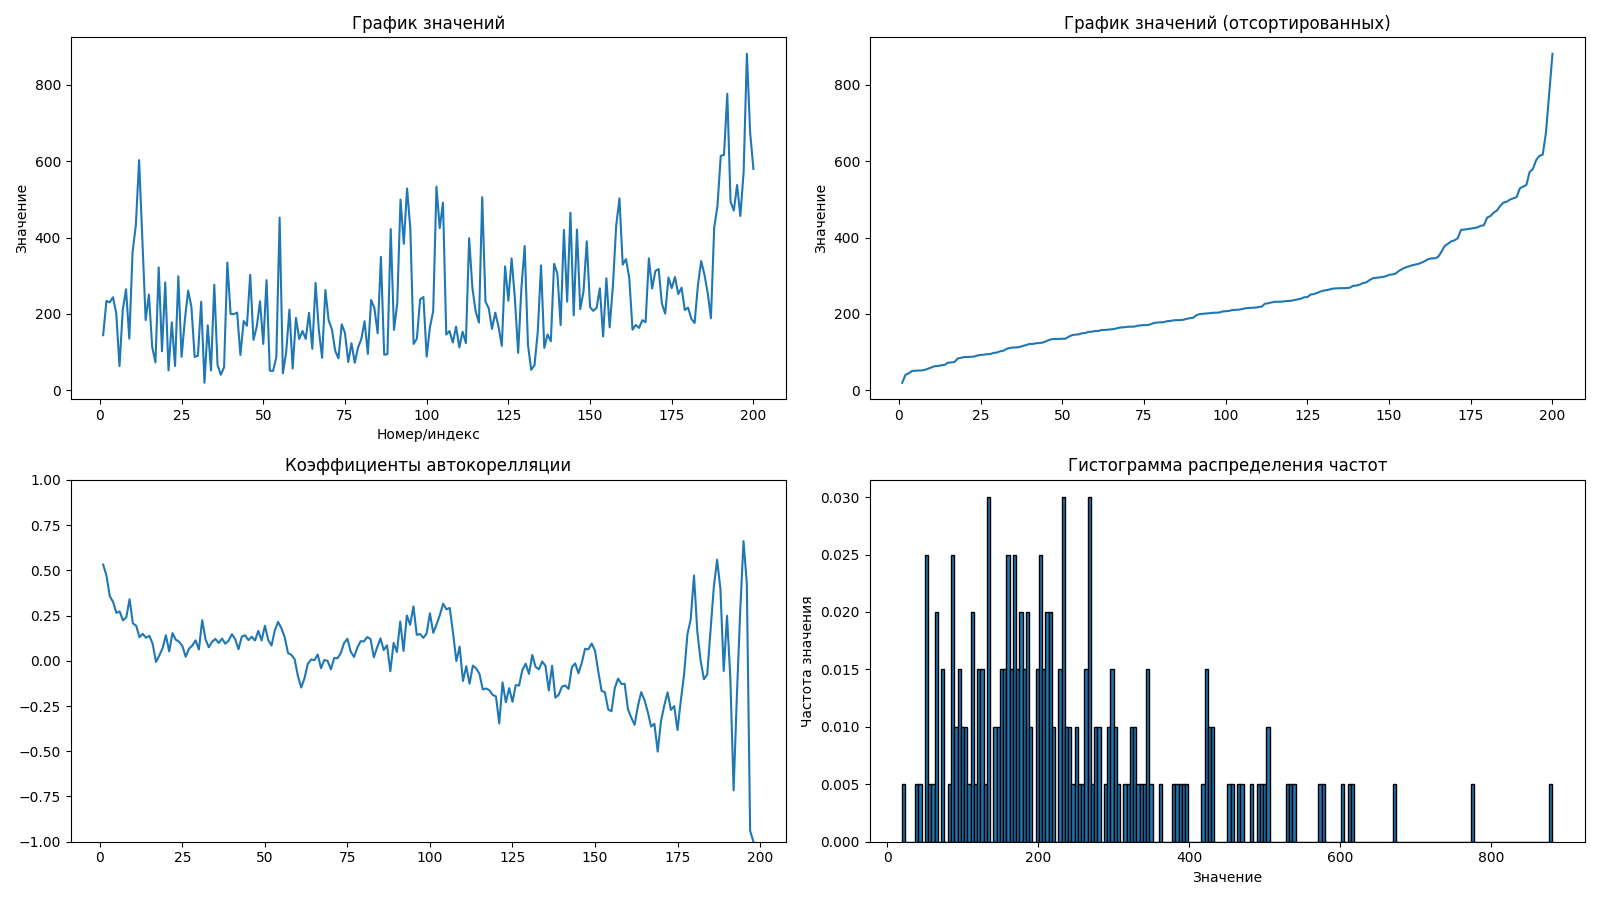 График значений
Значение
800
600
400
200
0
0 25 50 75 100 125 150 175 200
Номер/индекс
График значений (отсортированных)
Значение
800
600
400
200
0
0 25 50 75 100 125 150 175 200
Коэффициенты автокорелляции
1.00
0.75
0.50
0.25
0.00
−0.25
−0.50
−0.75
−1.00
0 25 50 75 100 125 150 175 200
Гистограмма распределения частот
Частота значения
0.030
0.025
0.020
0.015
0.010
0.005
0.000
0 200 400 600 800
Значение